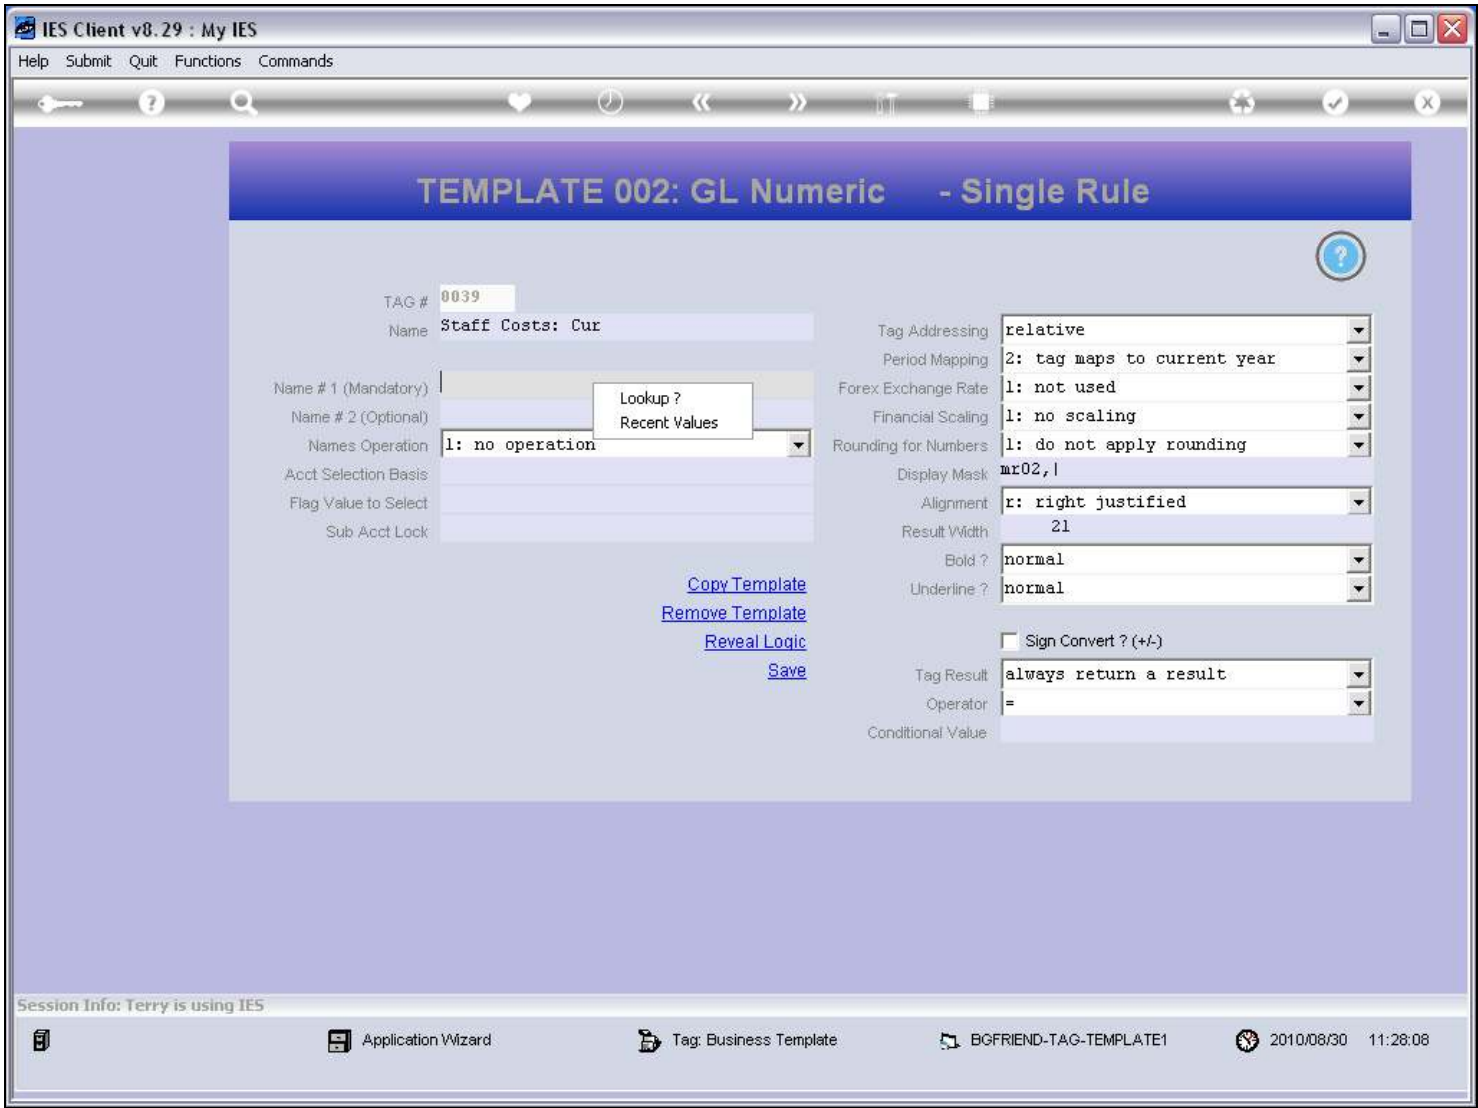 IES Client v8.29 : My IES
Help Submit Quit Functions Commands
TEMPLATE 002: GL Numeric - Single Rule
TAG # 0039
Name Staff Costs: Cur
Name # 1 (Mandatory)
Name # 2 (Optional)
Names Operation 1: no operation
Acct Selection Basis
Flag Value to Select
Sub Acct Lock
Lookup ?
Recent Values
Copy Template
Remove Template
Reveal Logic
Save
Tag Addressing relative
Period Mapping 2: tag maps to current year
Forex Exchange Rate 1: not used
Financial Scaling 1: no scaling
Rounding for Numbers 1: do not apply rounding
Display Mask mr02,|
Alignment r: right justified
Result Width 21
Bold ? normal
Underline ? normal
Sign Convert ? (+/-)
Tag Result always return a result
Operator =
Conditional Value
Session Info: Terry is using IES
Application Wizard Tag: Business Template BGFRIEND-TAG-TEMPLATE1 2010/08/30 11:28:08